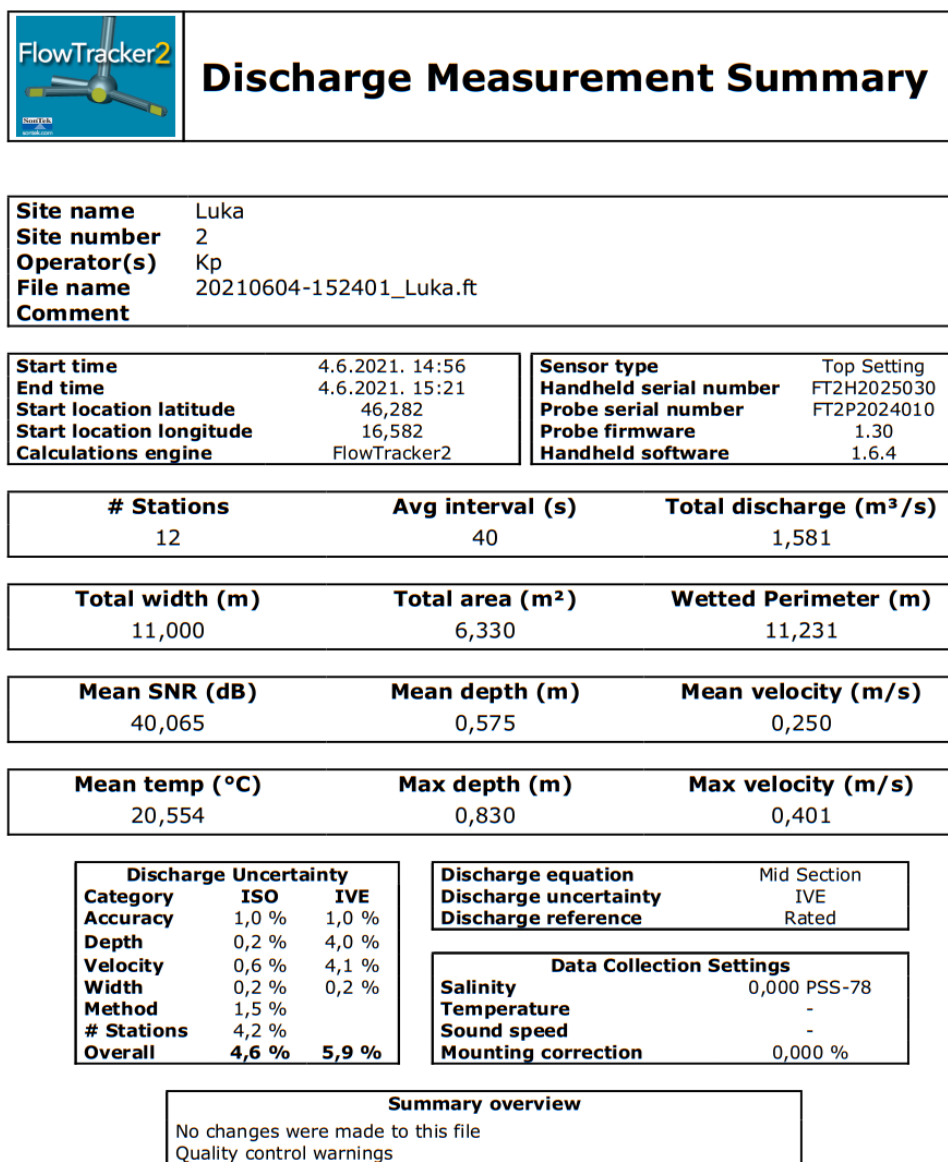 FlowTracker2
SonTek
sontek.com
Discharge Measurement Summary
Site name Luka
Site number 2
Operator(s) Kp
File name 20210604-152401_Luka.ft
Comment
Start time 4.6.2021. 14:56
End time 4.6.2021. 15:21
Start location latitude 46,282
Start location longitude 16,582
Calculations engine FlowTracker2
Sensor type Top Setting
Handheld serial number FT2H2025030
Probe serial number FT2P2024010
Probe firmware 1.30
Handheld software 1.6.4
# Stations Avg interval (s) Total discharge (m³/s)
12 40 1,581
Total width (m) Total area (m²) Wetted Perimeter (m)
11,000 6,330 11,231
Mean SNR (dB) Mean depth (m) Mean velocity (m/s)
40,065 0,575 0,250
Mean temp (°C) Max depth (m) Max velocity (m/s)
20,554 0,830 0,401
Discharge Uncertainty
Category ISO IVE
Accuracy 1,0 % 1,0 %
Depth 0,2 % 4,0 %
Velocity 0,6 % 4,1 %
Width 0,2 % 0,2 %
Method 1,5 %
# Stations 4,2 %
Overall 4,6 % 5,9 %
Discharge equation Mid Section
Discharge uncertainty IVE
Discharge reference Rated
Data Collection Settings
Salinity 0,000 PSS-78
Temperature -
Sound speed -
Mounting correction 0,000 %
Summary overview
No changes were made to this file
Quality control warnings